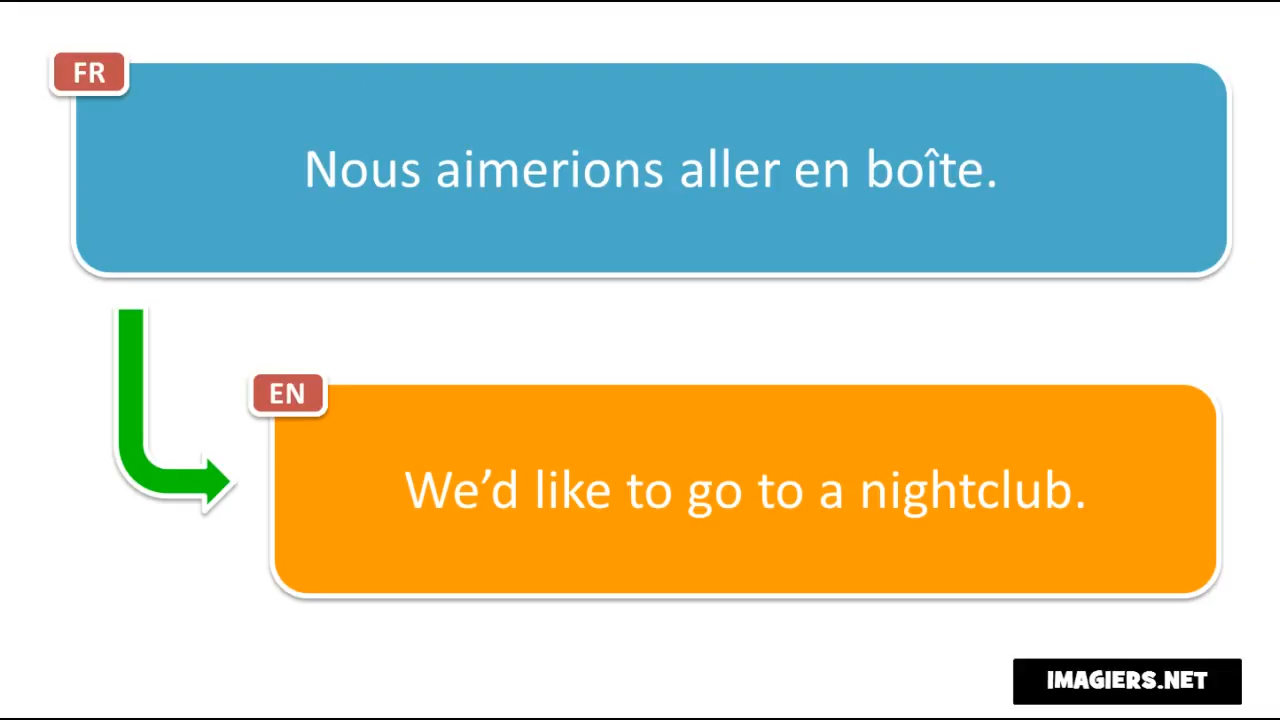 FR
Nous aimerions aller en boîte.
EN
We’d like to go to a nightclub.
IMAGIERS.NET